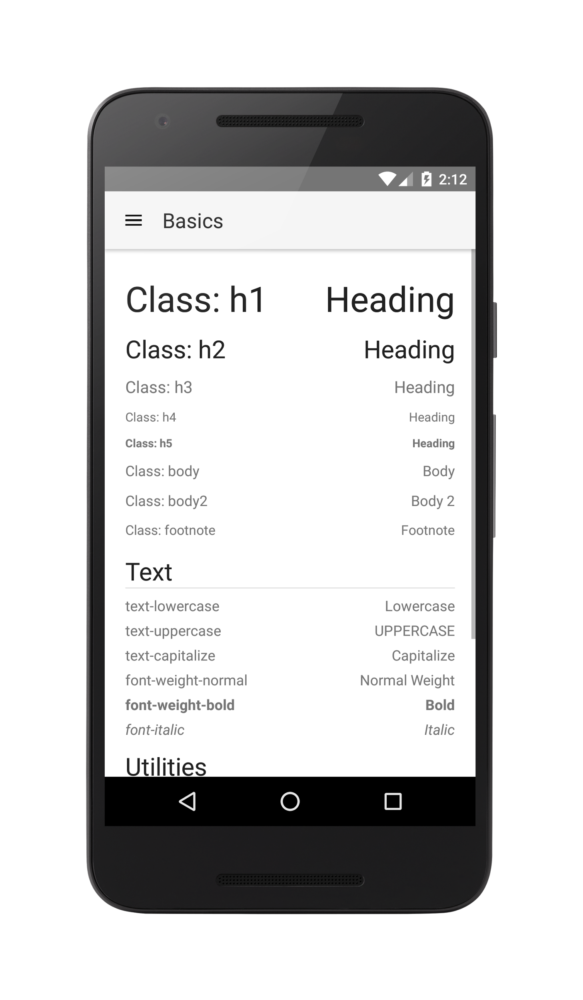 2:12
Basics
Class: h1 Heading
Class: h2 Heading
Class: h3 Heading
Class: h4 Heading
Class: h5 Heading
Class: body Body
Class: body2 Body 2
Class: footnote Footnote
Text
text-lowercase Lowercase
text-uppercase UPPERCASE
text-capitalize Capitalize
font-weight-normal Normal Weight
font-weight-bold Bold
font-italic Italic
Utilities